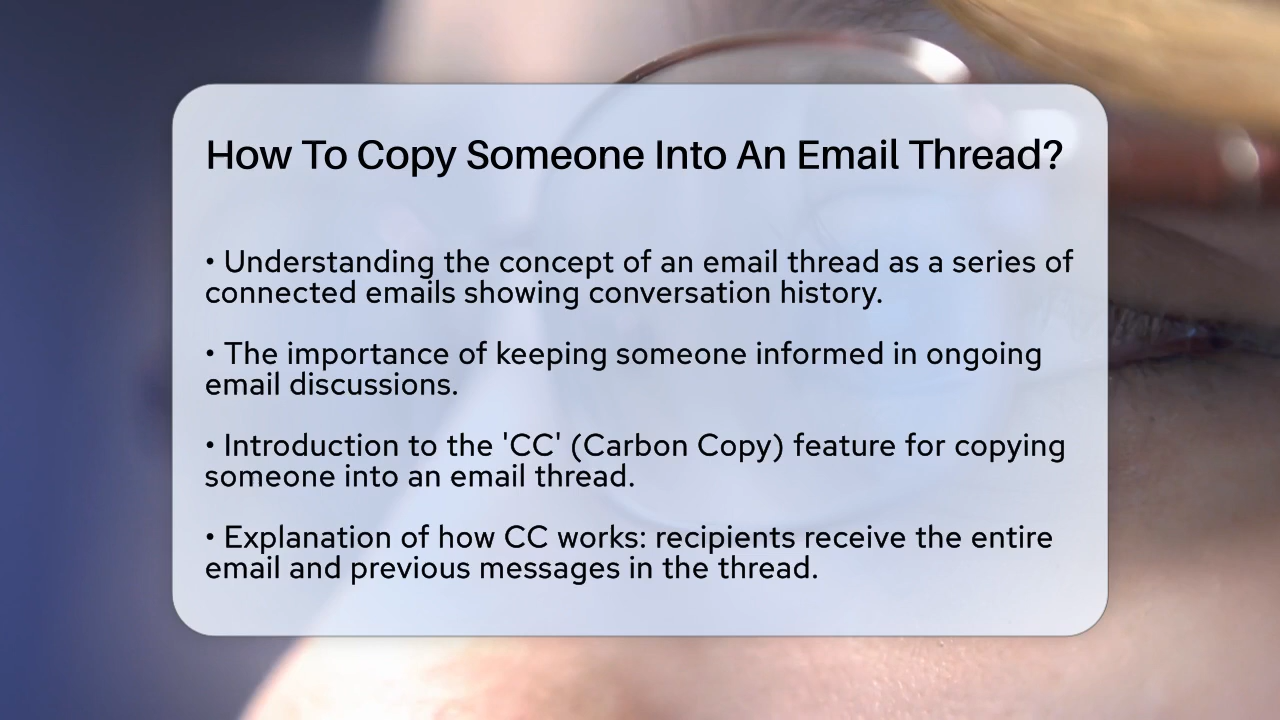 How To Copy Someone Into An Email Thread?
• Understanding the concept of an email thread as a series of
connected emails showing conversation history.
• The importance of keeping someone informed in ongoing
email discussions.
• Introduction to the 'CC' (Carbon Copy) feature for copying
someone into an email thread.
• Explanation of how CC works: recipients receive the entire
email and previous messages in the thread.